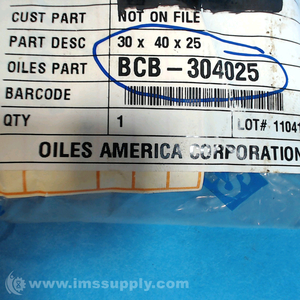 CUST PART NOT ON FILE
PART DESC 30 x 40 x 25
OILES PART BCB-304025
BARCODE
QTY 1 LOT# 11041
OILES AMERICA CORPORATION
© www.imssupply.com